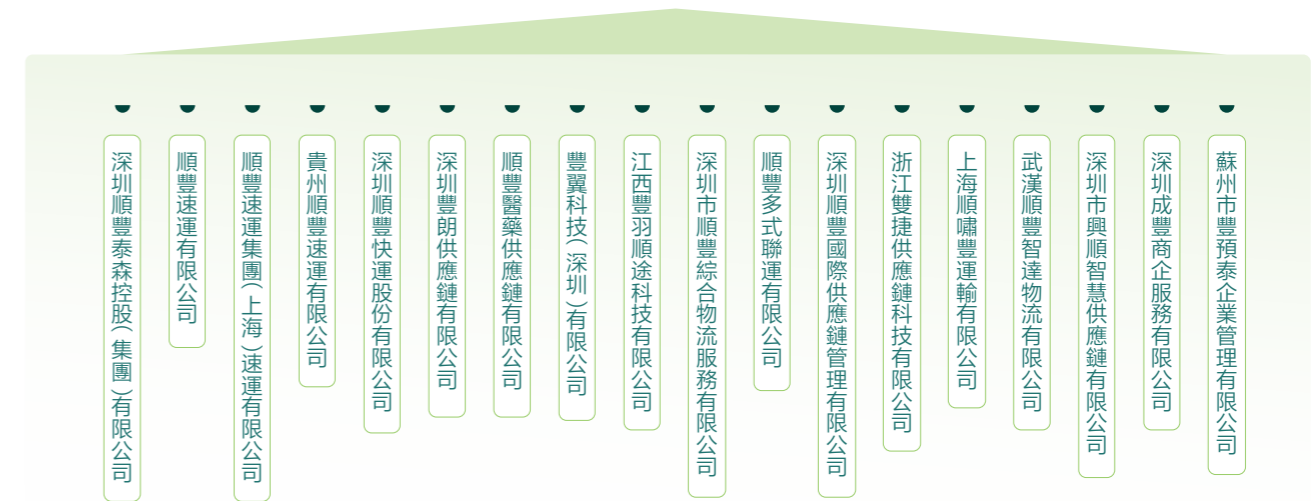 深圳順豐泰森控股(集團)有限公司
順豐速運有限公司
順豐速運集團(上海)速運有限公司
貴州順豐速運有限公司
深圳順豐快運股份有限公司
深圳豐朗供應鏈有限公司
順豐醫藥供應鏈有限公司
豐翼科技(深圳)有限公司
江西豐羽順途科技有限公司
深圳市順豐綜合物流服務有限公司
順豐多式聯運有限公司
深圳順豐國際供應鏈管理有限公司
浙江雙捷供應鏈科技有限公司
上海順嘯豐運輸有限公司
武漢順豐智達物流有限公司
深圳市興順智慧供應鏈有限公司
深圳成豐商企服務有限公司
蘇州市豐預泰企業管理有限公司